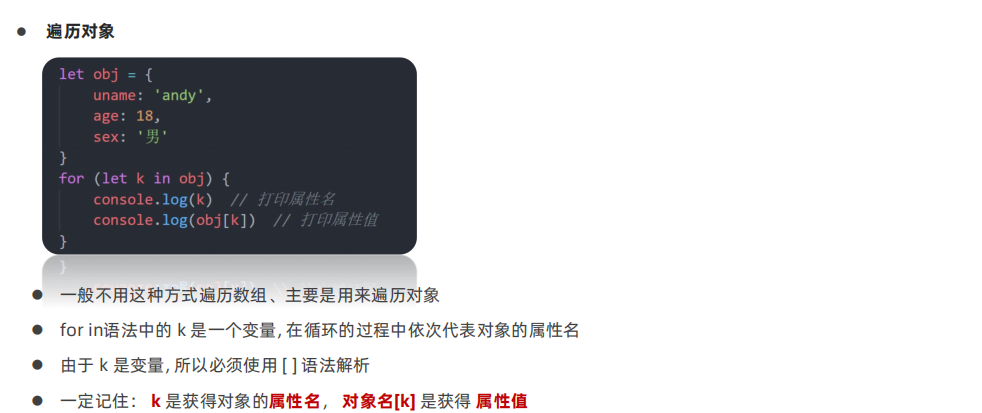 遍历对象
let obj = {
    uname: 'andy',
    age: 18,
    sex: '男'
}
for (let k in obj) {
    console.log(k)  // 打印属性名
    console.log(obj[k])  // 打印属性值
}
一般不用这种方式遍历数组、主要是用来遍历对象
for in语法中的 k 是一个变量, 在循环的过程中依次代表对象的属性名
由于 k 是变量, 所以必须使用 [ ] 语法解析
一定记住： k 是获得对象的属性名， 对象名[k] 是获得 属性值